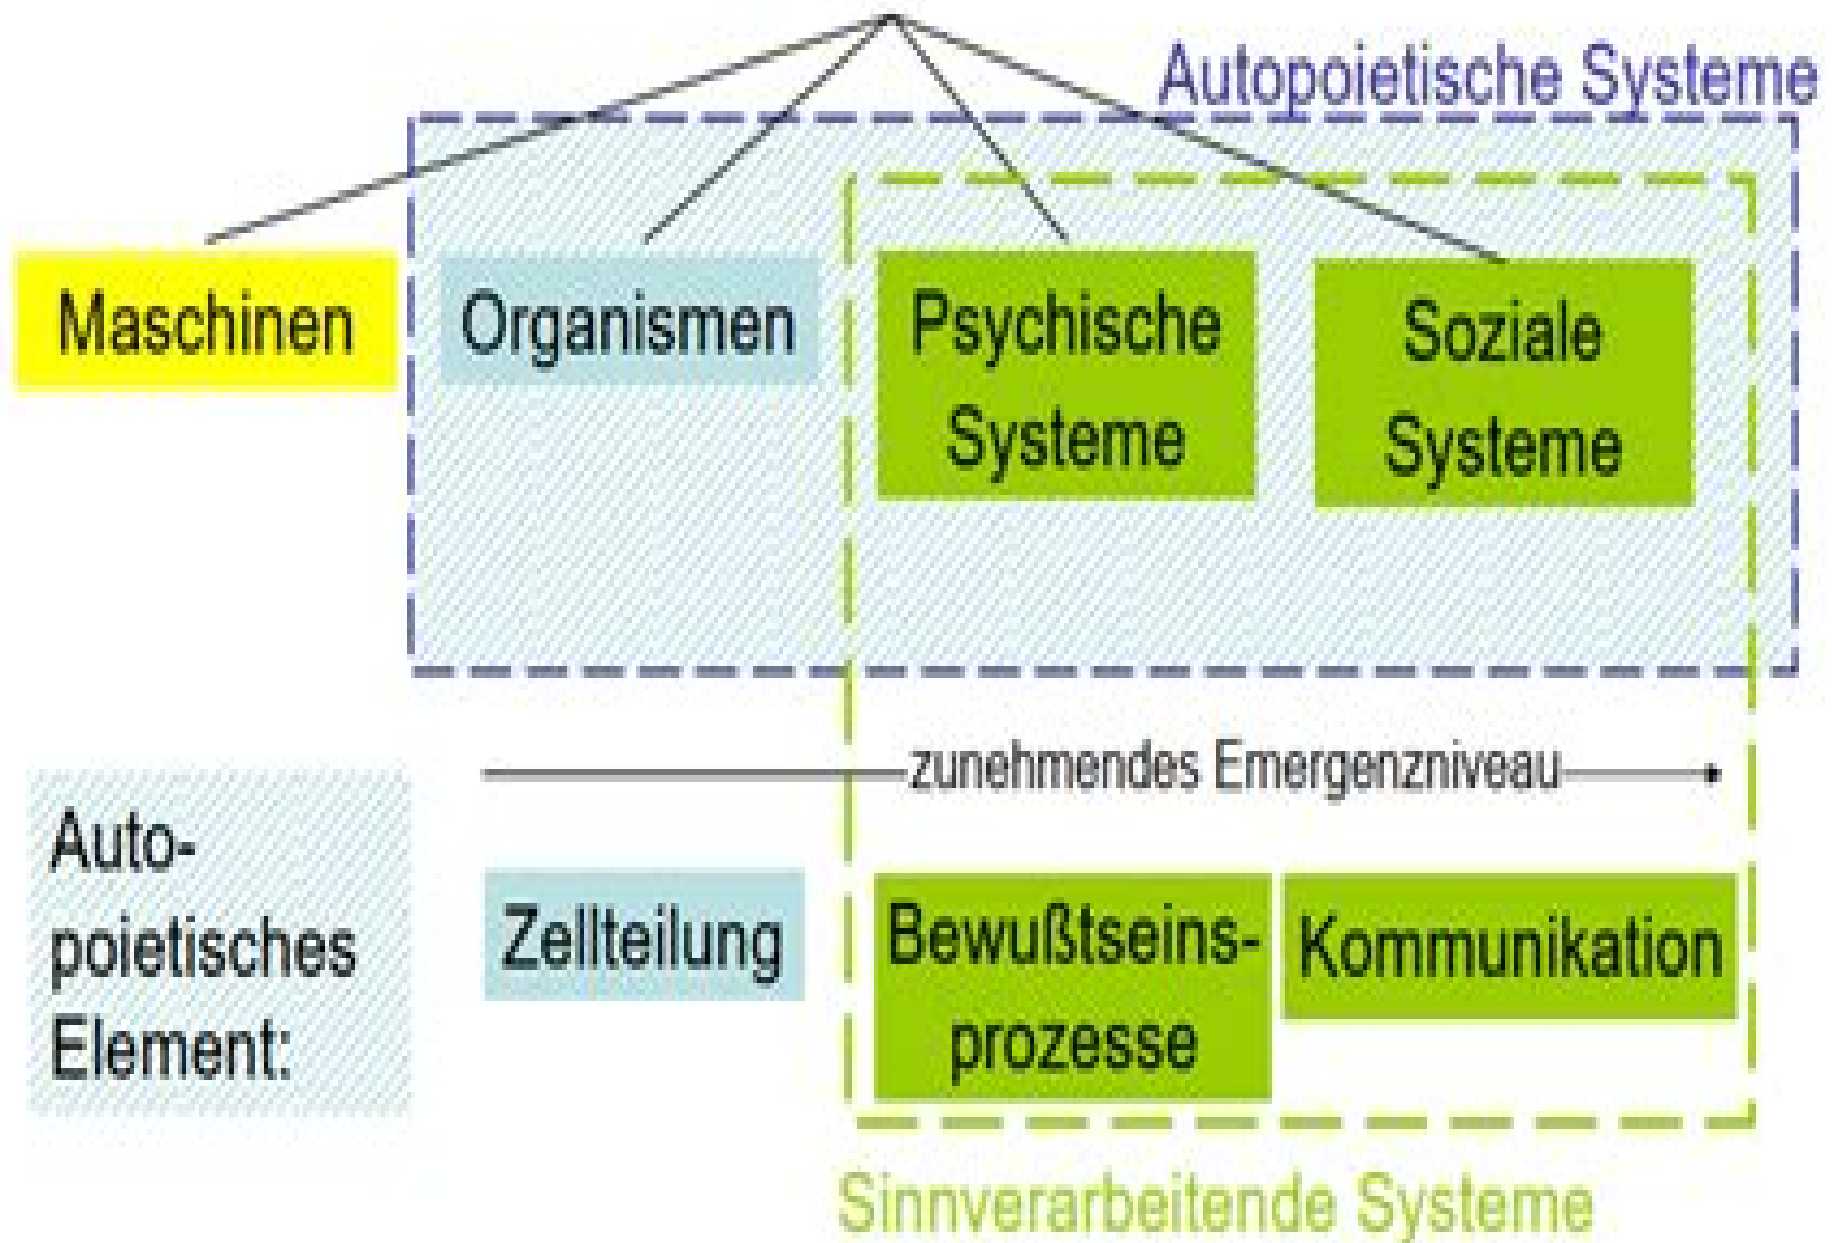 Autopoietische Systeme
Maschinen
Organismen
Psychische
Systeme
Soziale
Systeme
zunehmendes Emergenzniveau
Auto-
poietisches
Element:
Zellteilung
Bewußtseins-
prozesse
Kommunikation
Sinnverarbeitende Systeme